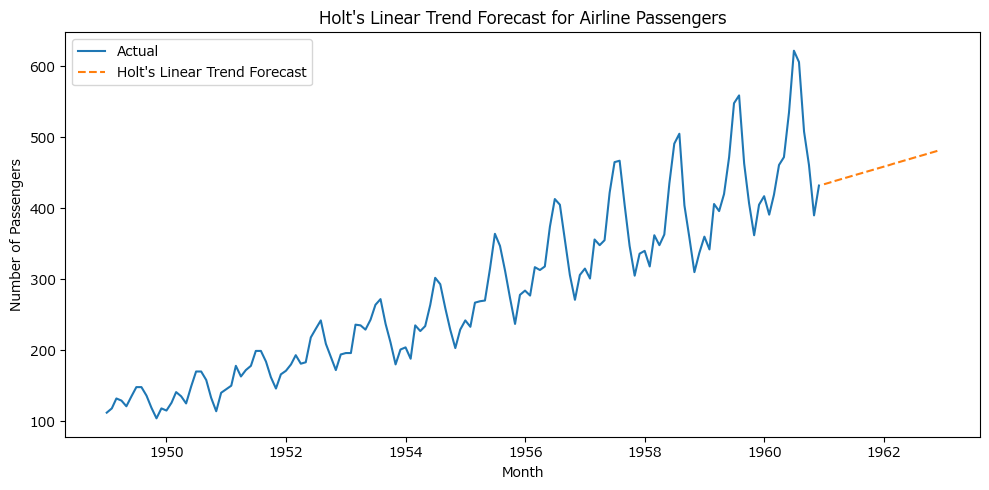 Holt's Linear Trend Forecast for Airline Passengers
Actual
Holt's Linear Trend Forecast
600
500
400
300
200
100
Number of Passengers
1950 1952 1954 1956 1958 1960 1962
Month